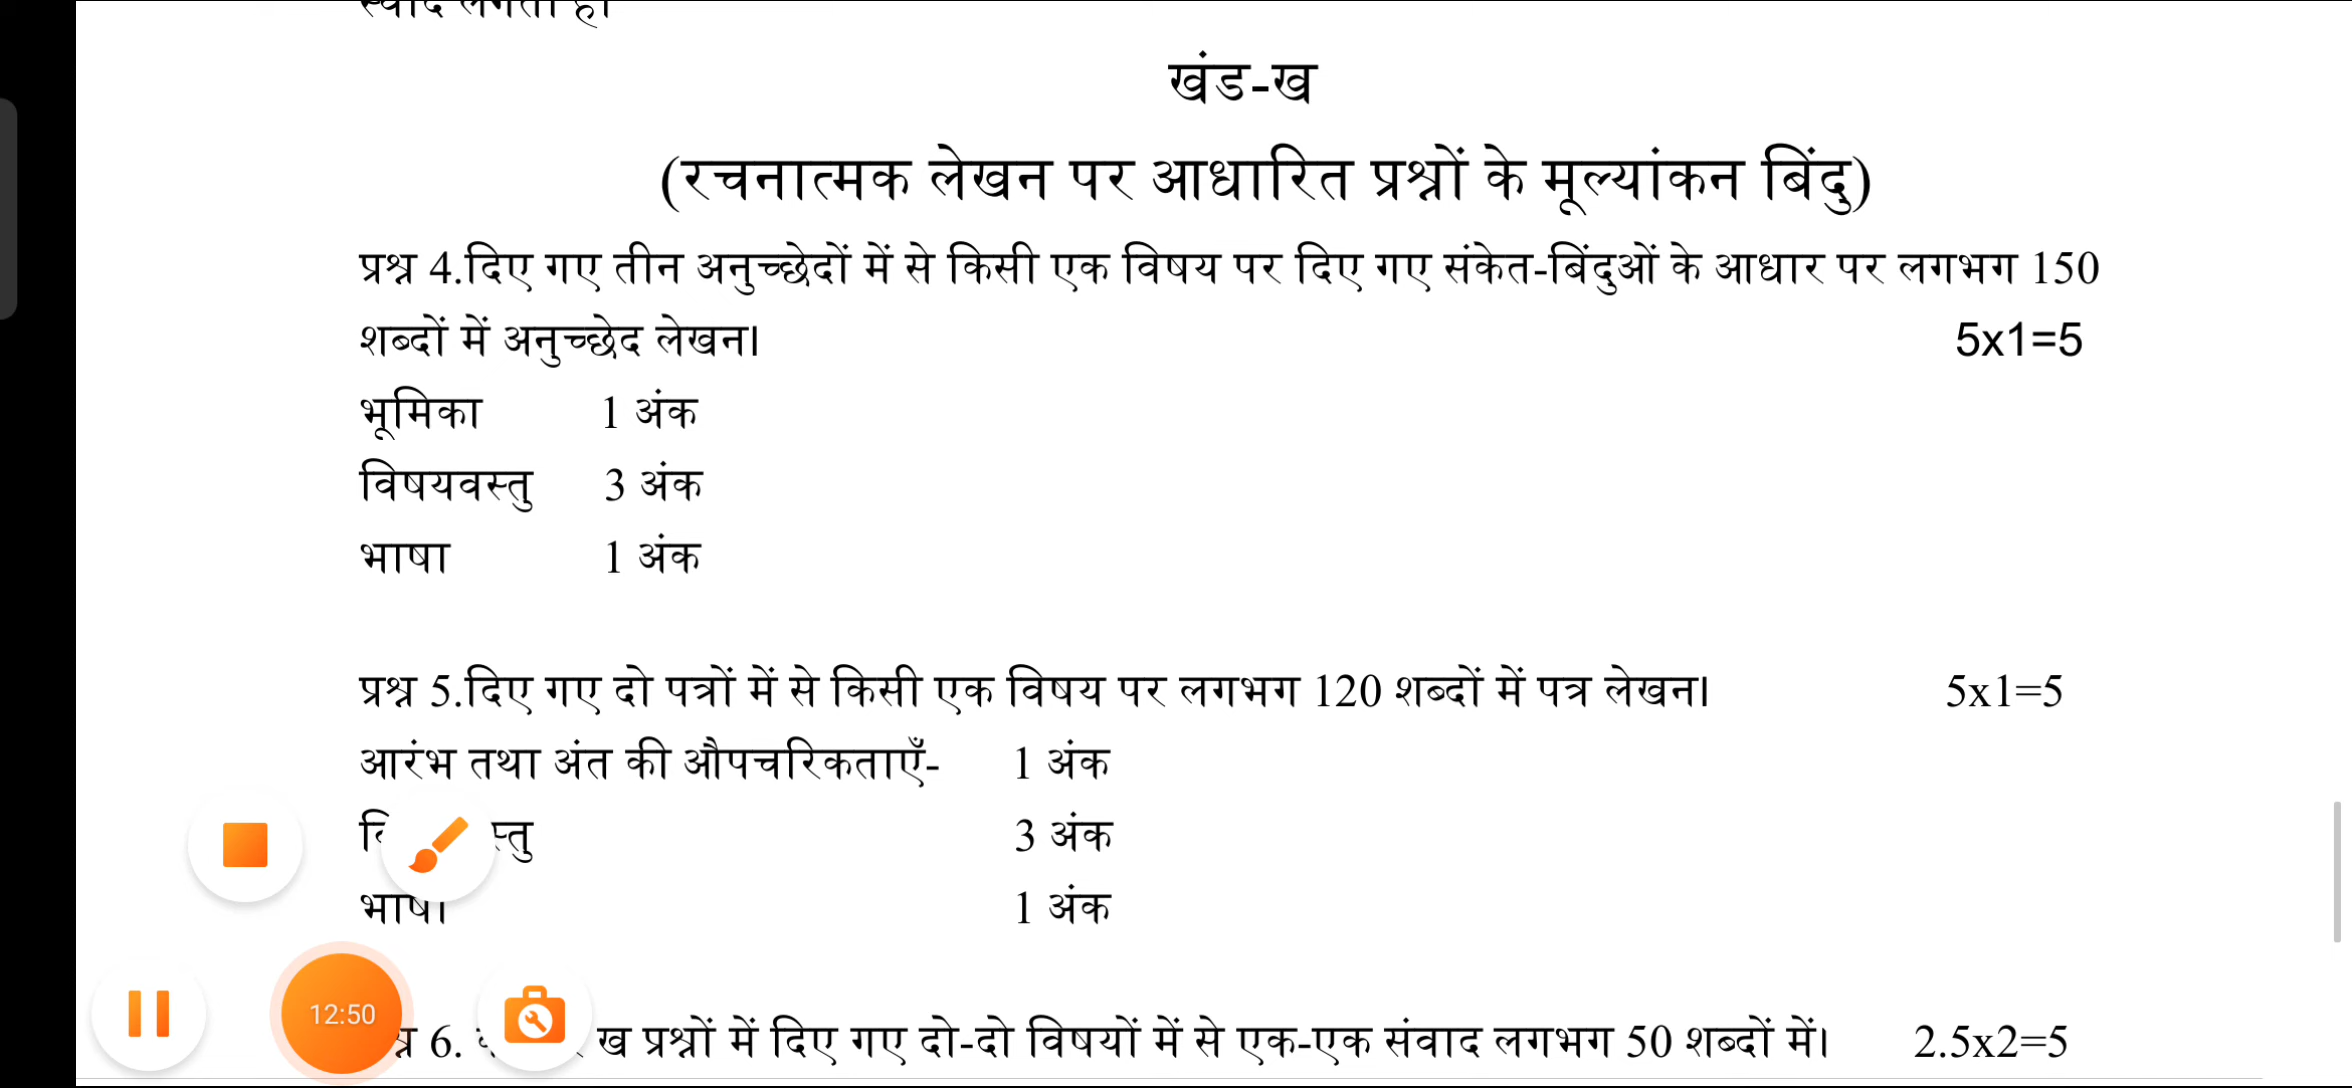 खंड-ख
(रचनात्मक लेखन पर आधारित प्रश्नों के मूल्यांकन बिंदु)
प्रश्न 4.दिए गए तीन अनुच्छेदों में से किसी एक विषय पर दिए गए संकेत-बिंदुओं के आधार पर लगभग 150
शब्दों में अनुच्छेद लेखन। 5x1=5
भूमिका 1 अंक
विषयवस्तु 3 अंक
भाषा 1 अंक
प्रश्न 5.दिए गए दो पत्रों में से किसी एक विषय पर लगभग 120 शब्दों में पत्र लेखन। 5x1=5
आरंभ तथा अंत की औपचरिकताएँ- 1 अंक
3 अंक
भाषा 1 अंक
12:50
6. ख प्रश्नों में दिए गए दो-दो विषयों में से एक-एक संवाद लगभग 50 शब्दों में। 2.5x2=5